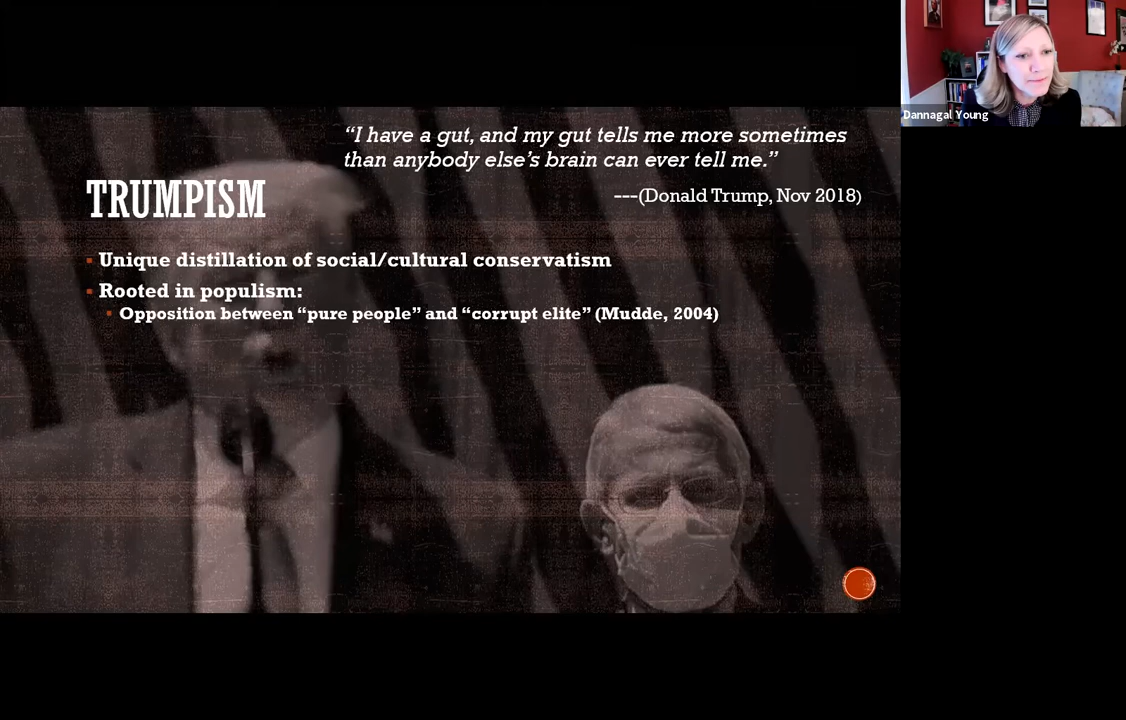 Dannagal Young
“I have a gut, and my gut tells me more sometimes
than anybody else’s brain can ever tell me.”
---(Donald Trump, Nov 2018)
TRUMPISM
Unique distillation of social/cultural conservatism
Rooted in populism:
Opposition between “pure people” and “corrupt elite” (Mudde, 2004)